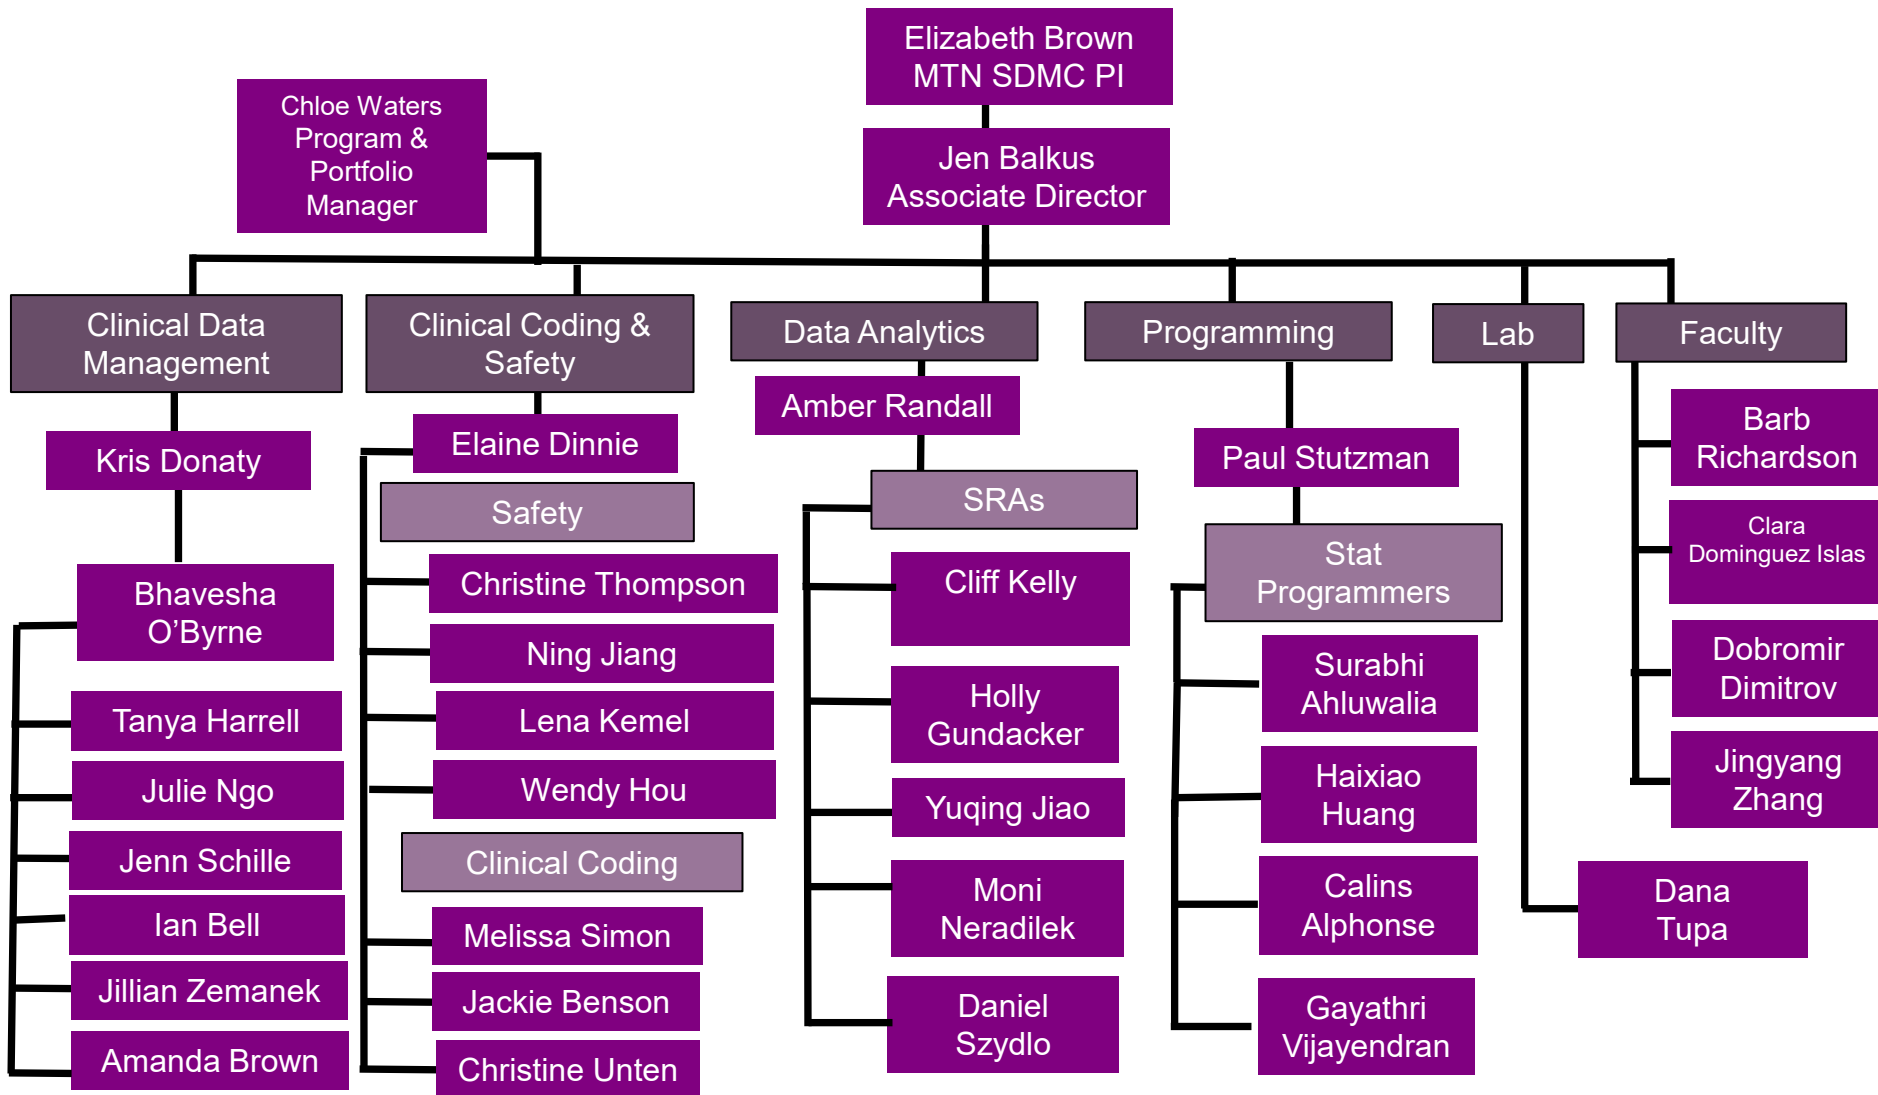 Elizabeth Brown
MTN SDMC PI
Chloe Waters
Program &
Portfolio
Manager
Jen Balkus
Associate Director
Clinical Data
Management
Kris Donaty
Bhavesha
O’Byrne
Tanya Harrell
Julie Ngo
Jenn Schille
Ian Bell
Jillian Zemanek
Amanda Brown
Clinical Coding &
Safety
Elaine Dinnie
Safety
Christine Thompson
Ning Jiang
Lena Kemel
Wendy Hou
Clinical Coding
Melissa Simon
Jackie Benson
Christine Unten
Data Analytics
Amber Randall
SRAs
Cliff Kelly
Holly
Gundacker
Yuqing Jiao
Moni
Neradilek
Daniel
Szydlo
Programming
Paul Stutzman
Stat
Programmers
Surabhi
Ahluwalia
Haixiao
Huang
Calins
Alphonse
Gayathri
Vijayendran
Lab
Dana
Tupa
Faculty
Barb
Richardson
Clara
Dominguez Islas
Dobromir
Dimitrov
Jingyang
Zhang